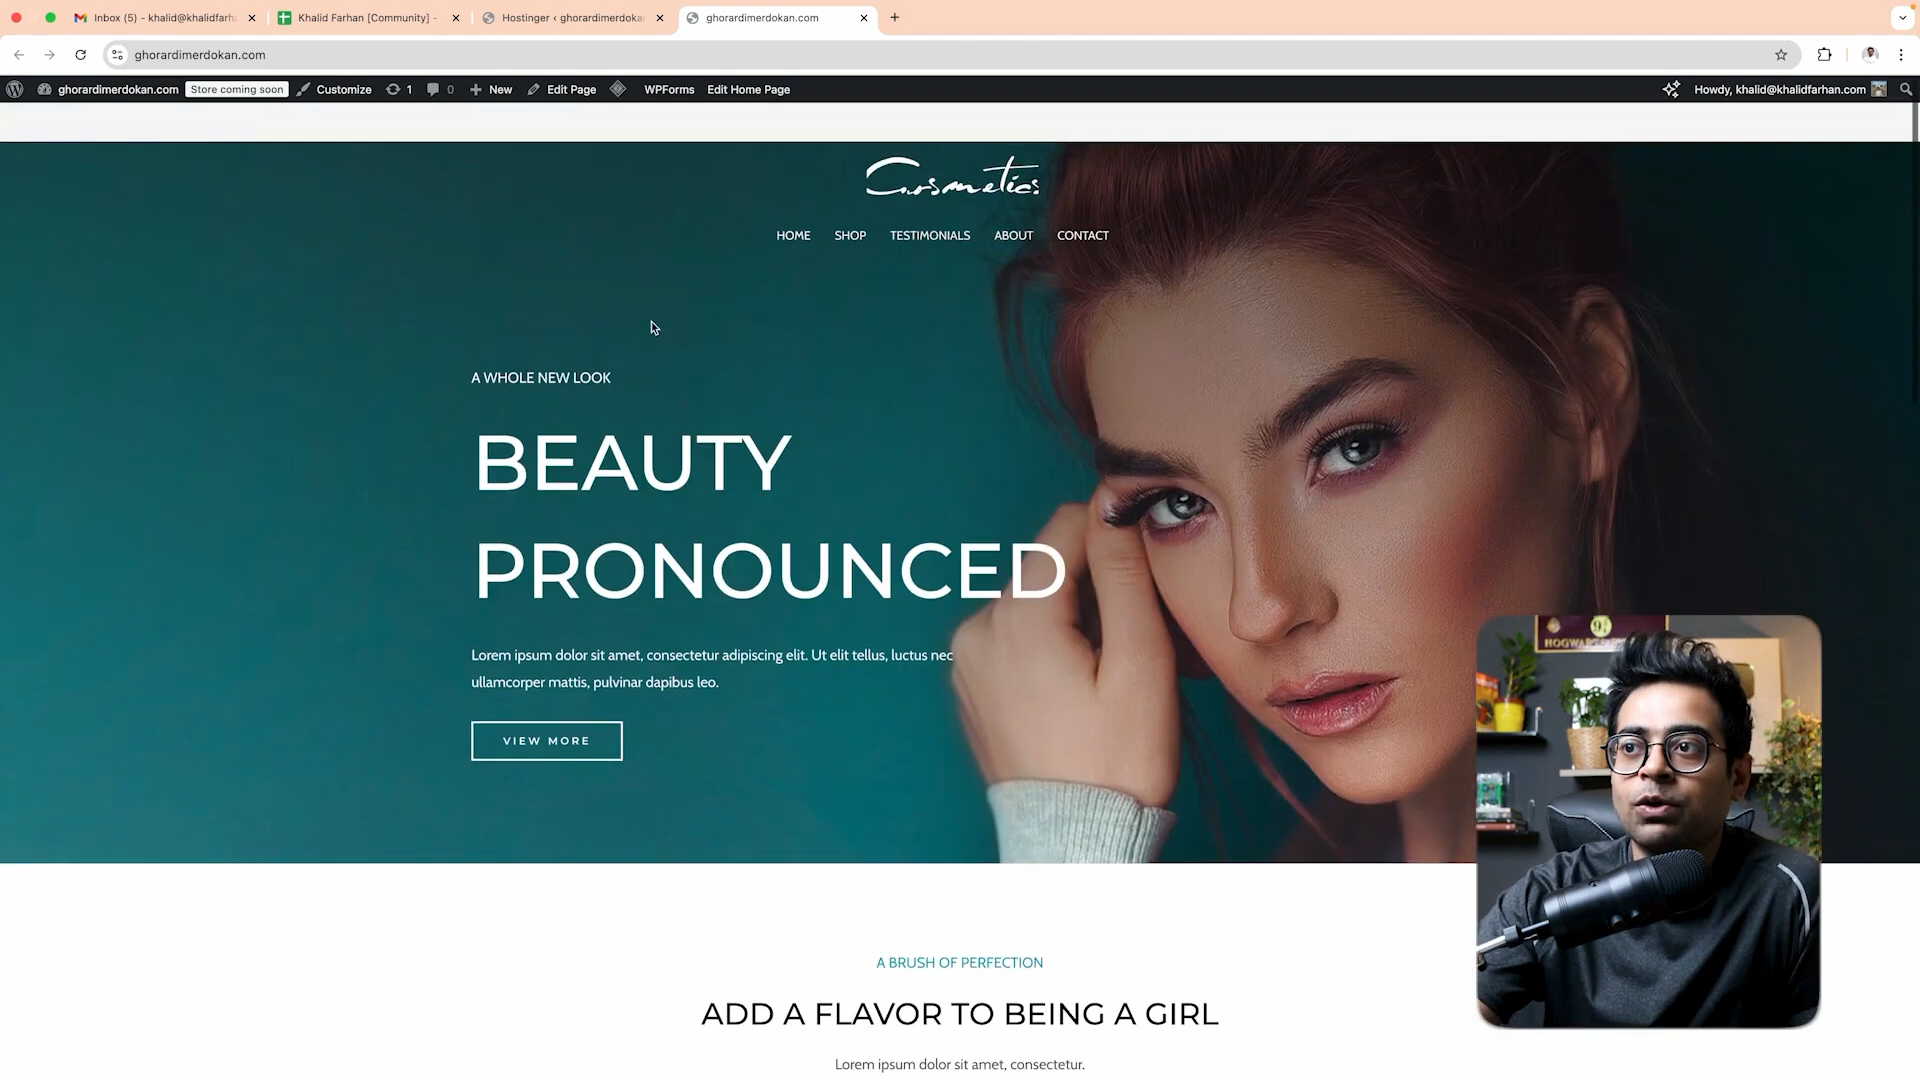 Inbox (5) - khalid@khalidfarh
Khalid Farhan [Community] -
Hostinger ‹ ghorardimerdokan
ghorardimerdokan.com
ghorardimerdokan.com
ghorardimerdokan.com Store coming soon Customize 1 0 New Edit Page WPForms Edit Home Page
Howdy, khalid@khalidfarhan.com
Cosmetics
HOME SHOP TESTIMONIALS ABOUT CONTACT
A WHOLE NEW LOOK
BEAUTY
PRONOUNCED
Lorem ipsum dolor sit amet, consectetur adipiscing elit. Ut elit tellus, luctus nec
ullamcorper mattis, pulvinar dapibus leo.
VIEW MORE
A BRUSH OF PERFECTION
ADD A FLAVOR TO BEING A GIRL
Lorem ipsum dolor sit amet, consectetur.